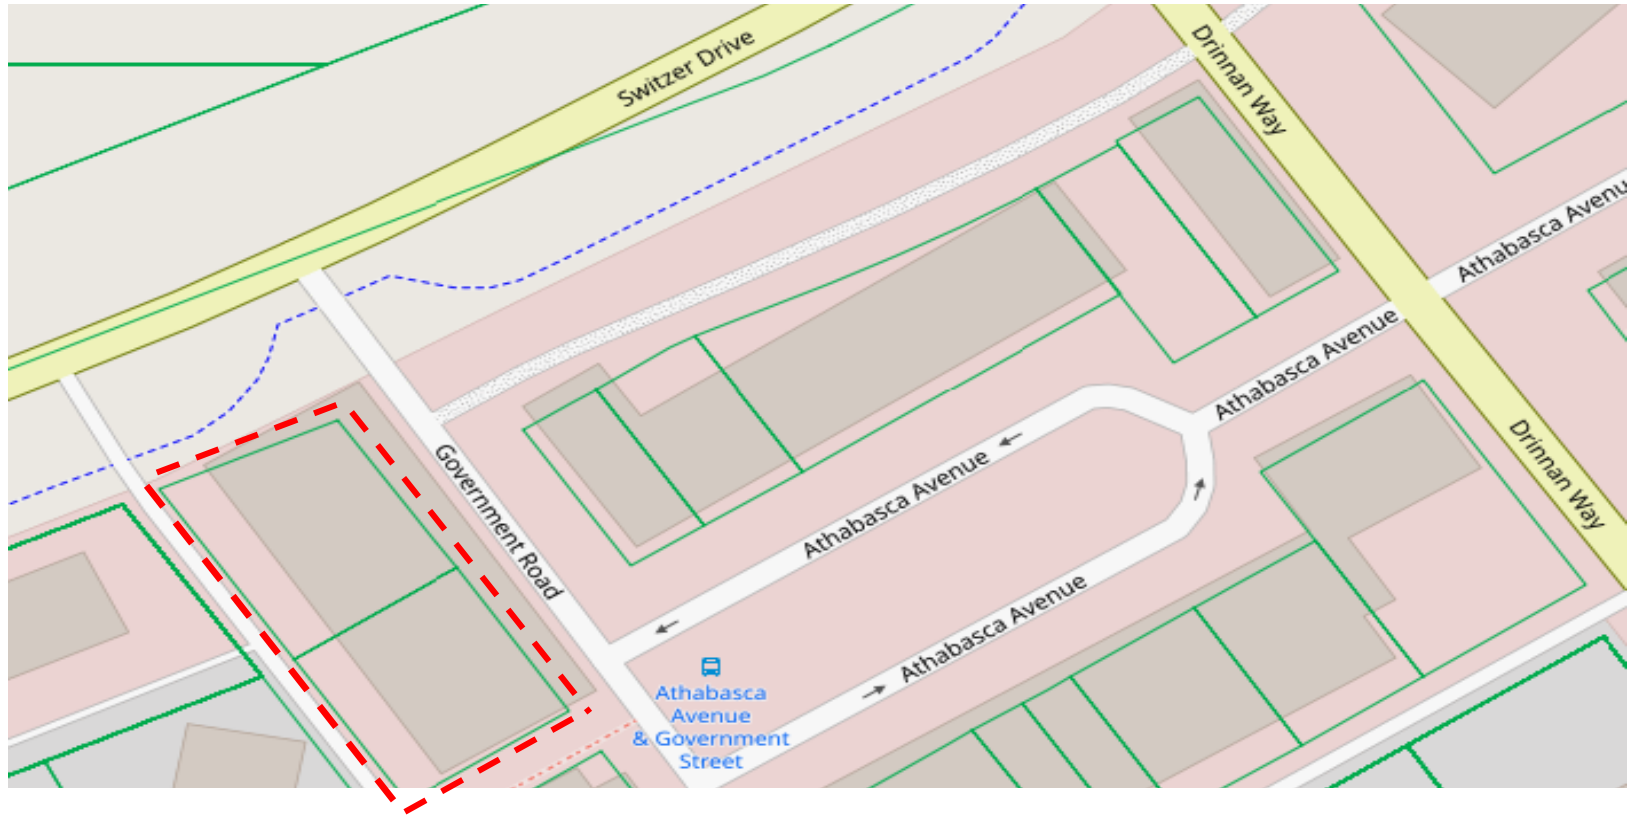 Switzer Drive
Drinnan Way
Athabasca Avenu
Athabasca Avenue
Government Road
Athabasca Avenue
Drinnan Way
Athabasca Avenue
Athabasca
Avenue
& Government
Street